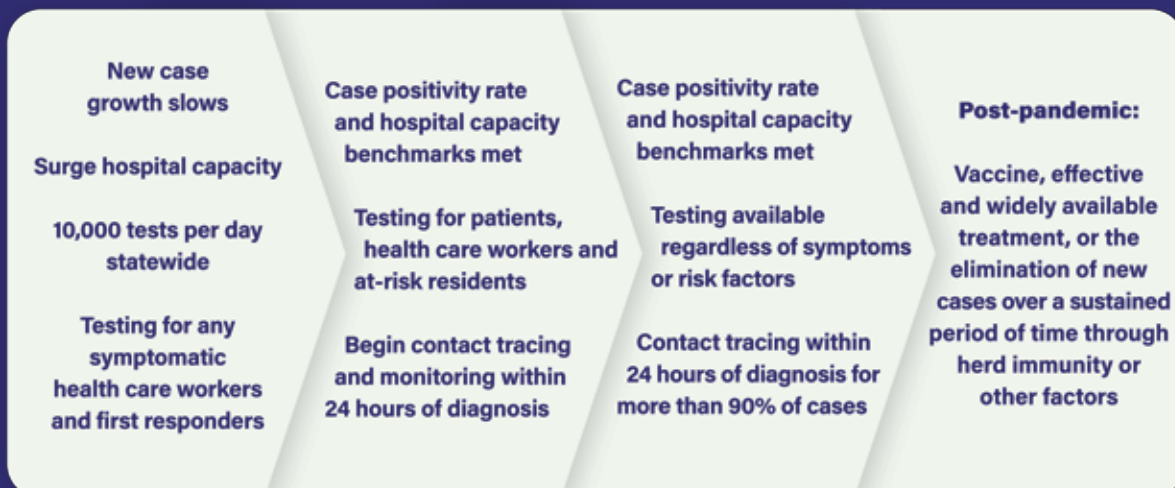 New case
growth slows
Surge hospital capacity
10,000 tests per day
statewide
Testing for any
symptomatic
health care workers
and first responders
Case positivity rate
and hospital capacity
benchmarks met
Testing for patients,
health care workers and
at-risk residents
Begin contact tracing
and monitoring within
24 hours of diagnosis
Case positivity rate
and hospital capacity
benchmarks met
Testing available
regardless of symptoms
or risk factors
Contact tracing within
24 hours of diagnosis for
more than 90% of cases
Post-pandemic:
Vaccine, effective
and widely available
treatment, or the
elimination of new
cases over a sustained
period of time through
herd immunity or
other factors